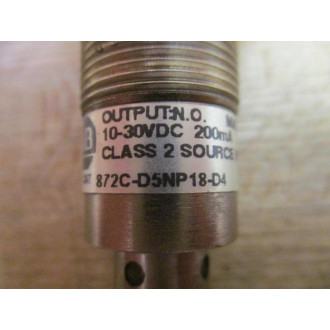 OUTPUT:N.O.
10-30VDC 200mA
CLASS 2 SOURCE
872C-D5NP18-D4